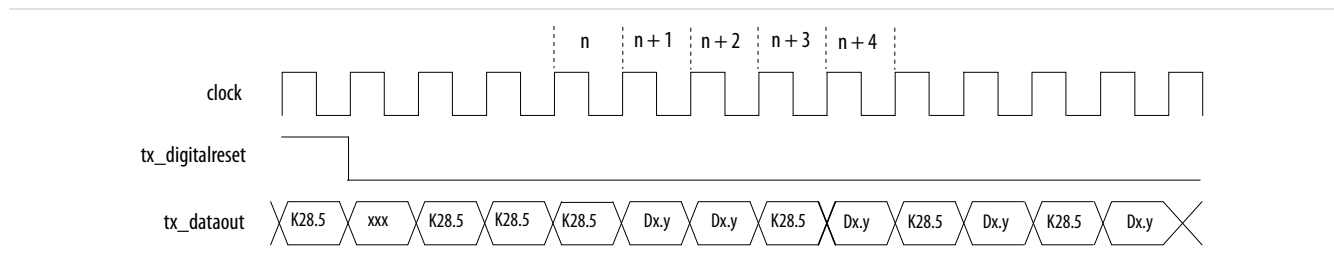 n n + 1 n + 2 n + 3 n + 4
clock
tx_digitalreset
tx_dataout K28.5 xxx K28.5 K28.5 K28.5 Dx.y Dx.y K28.5 Dx.y K28.5 Dx.y K28.5 Dx.y